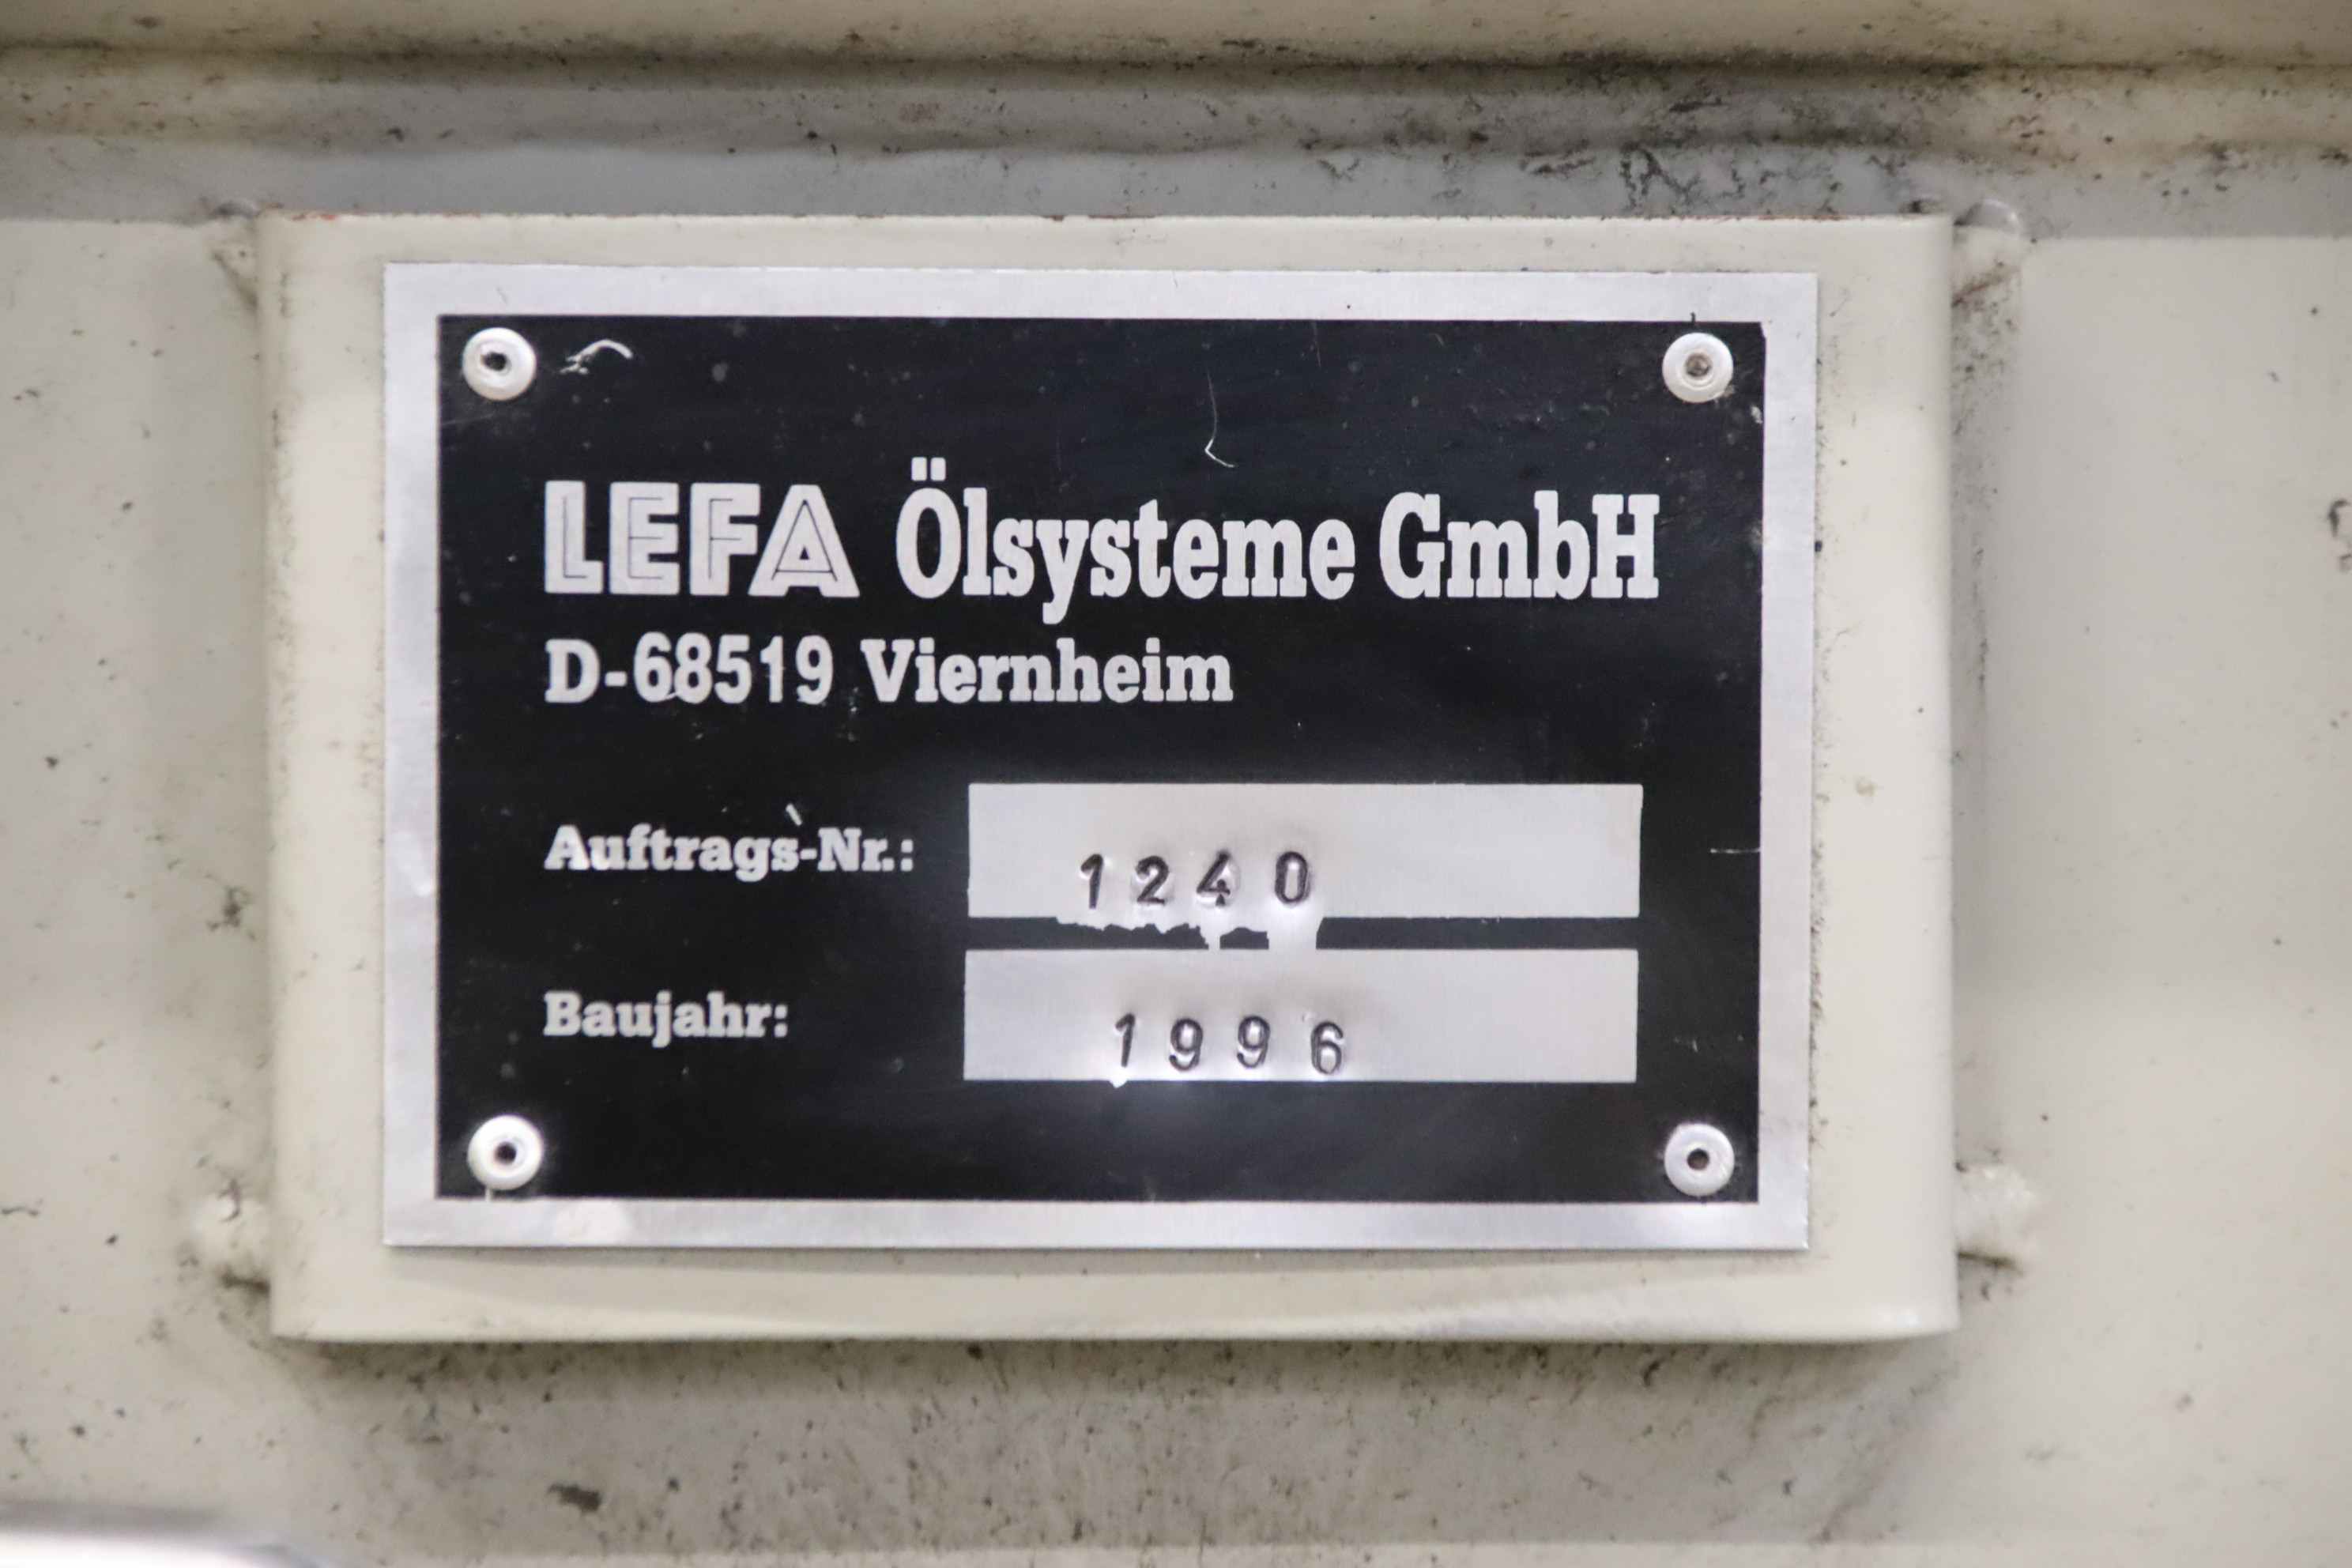 LEFA Ölsysteme GmbH
D-68519 Viernheim
Auftrags-Nr.: 1240
Baujahr: 1996